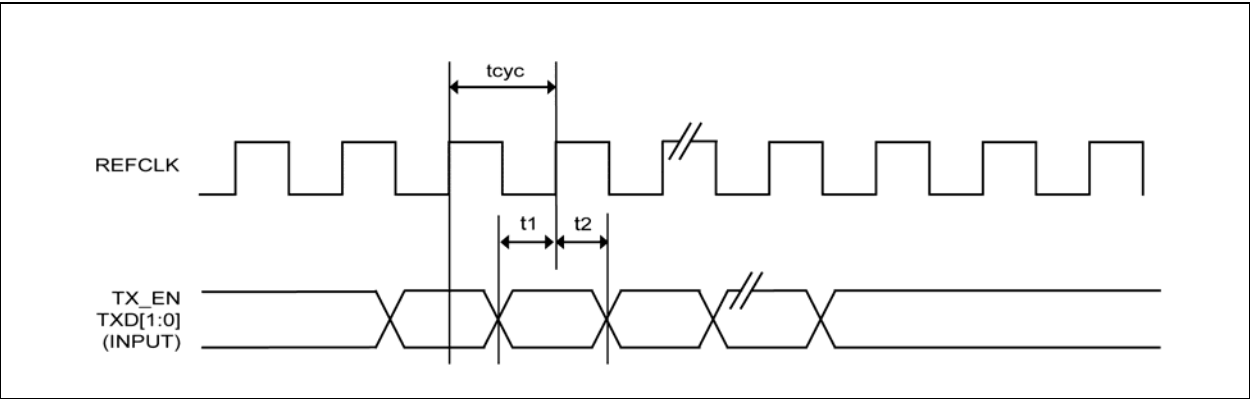 tcyc
REFCLK
t1 t2
TX_EN
TXD[1:0]
(INPUT)